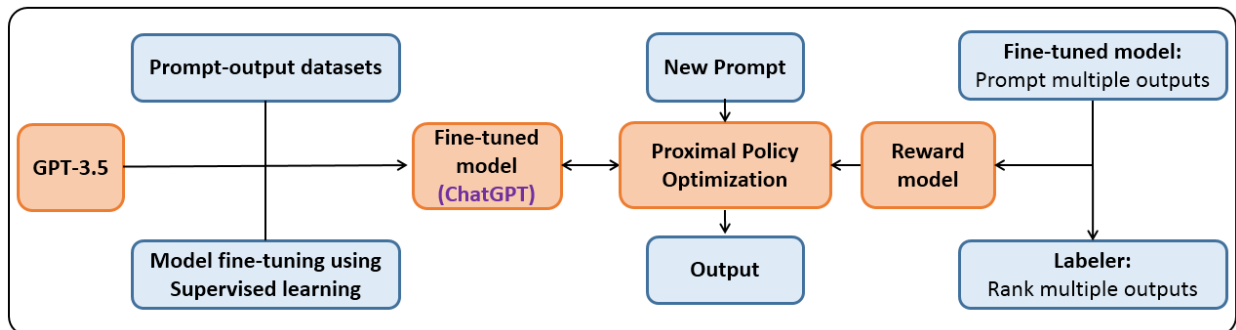 Prompt-output datasets
New Prompt
Fine-tuned model:
Prompt multiple outputs
GPT-3.5
Fine-tuned
model
(ChatGPT)
Proximal Policy
Optimization
Reward
model
Model fine-tuning using
Supervised learning
Output
Labeler:
Rank multiple outputs